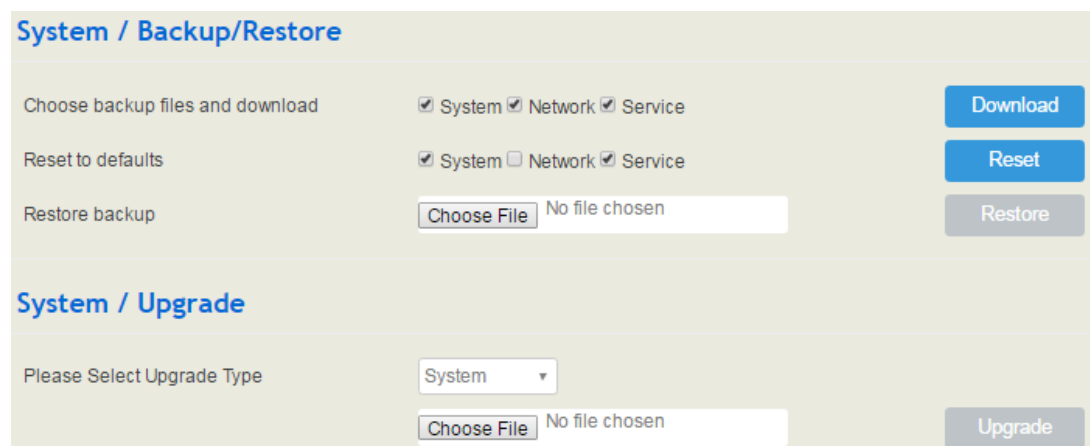 System / Backup/Restore
Choose backup files and download System Network Service Download
Reset to defaults System Network Service Reset
Restore backup Choose File No file chosen Restore
System / Upgrade
Please Select Upgrade Type System
Choose File No file chosen Upgrade